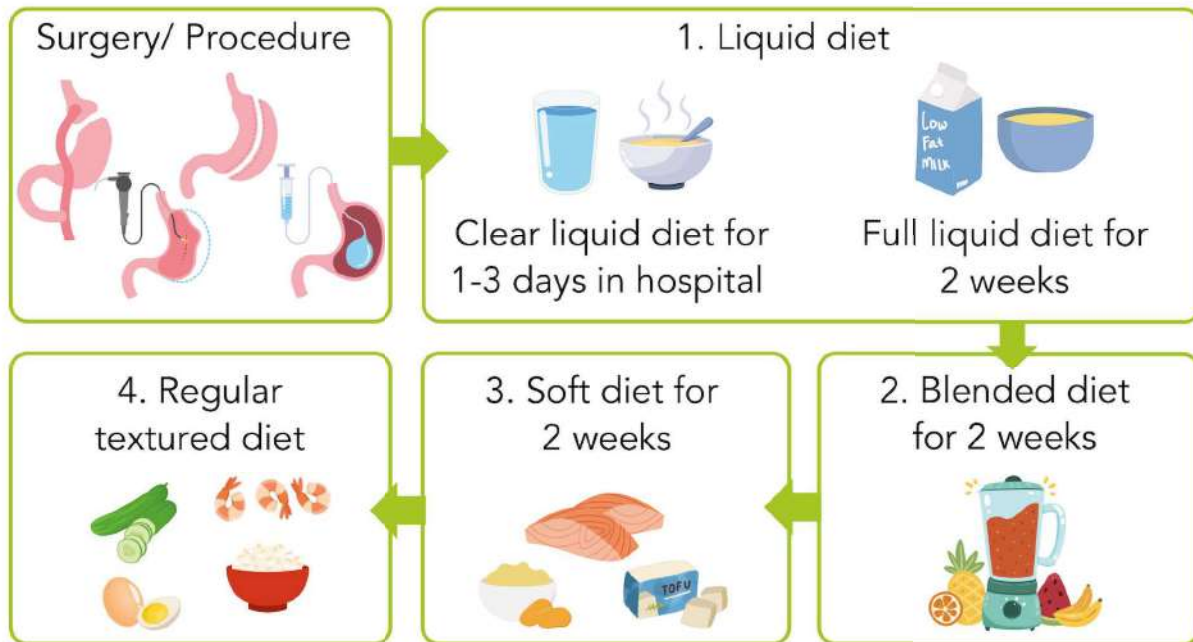 Surgery/ Procedure
1. Liquid diet
Low
Fat
Milk
Clear liquid diet for
1-3 days in hospital
Full liquid diet for
2 weeks
2. Blended diet
for 2 weeks
3. Soft diet for
2 weeks
TOFU
4. Regular
textured diet